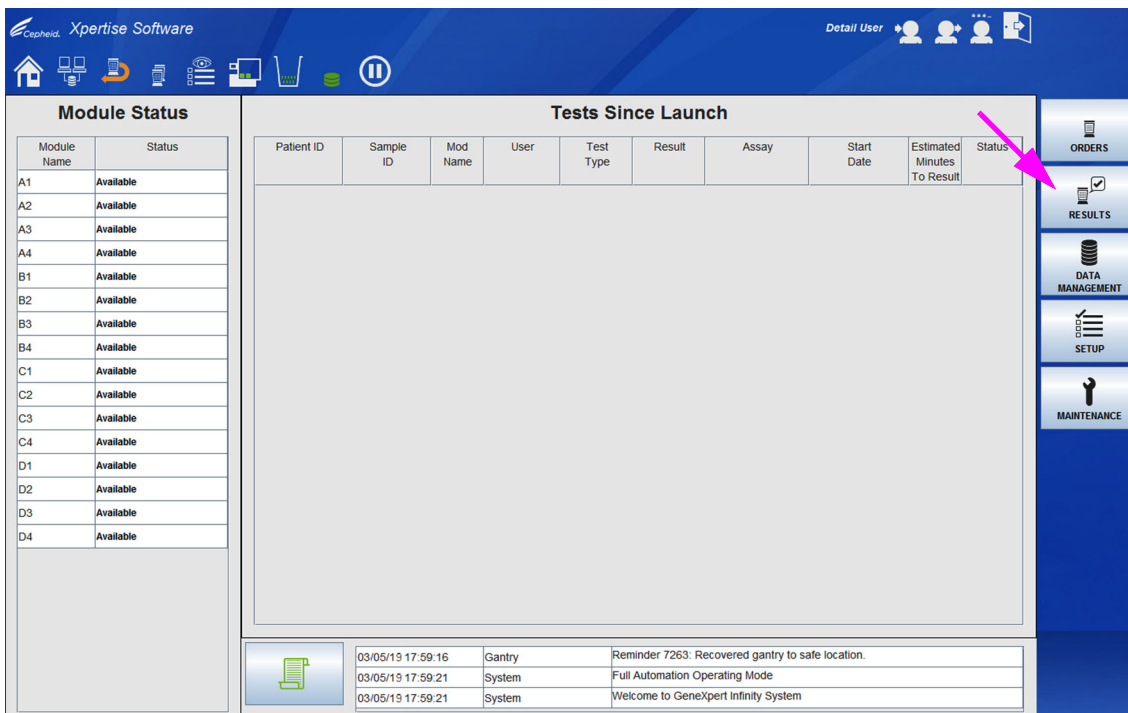 Cepheid. Xpertise Software
Detail User
Module Status
Tests Since Launch
Module Name Status
Patient ID Sample ID Mod Name User Test Type Result Assay Start Date Estimated Minutes To Result Status
A1 Available
A2 Available
A3 Available
A4 Available
B1 Available
B2 Available
B3 Available
B4 Available
C1 Available
C2 Available
C3 Available
C4 Available
D1 Available
D2 Available
D3 Available
D4 Available
03/05/19 17:59:16 Gantry Reminder 7263: Recovered gantry to safe location.
03/05/19 17:59:21 System Full Automation Operating Mode
03/05/19 17:59:21 System Welcome to GeneXpert Infinity System
ORDERS
RESULTS
DATA
MANAGEMENT
SETUP
MAINTENANCE